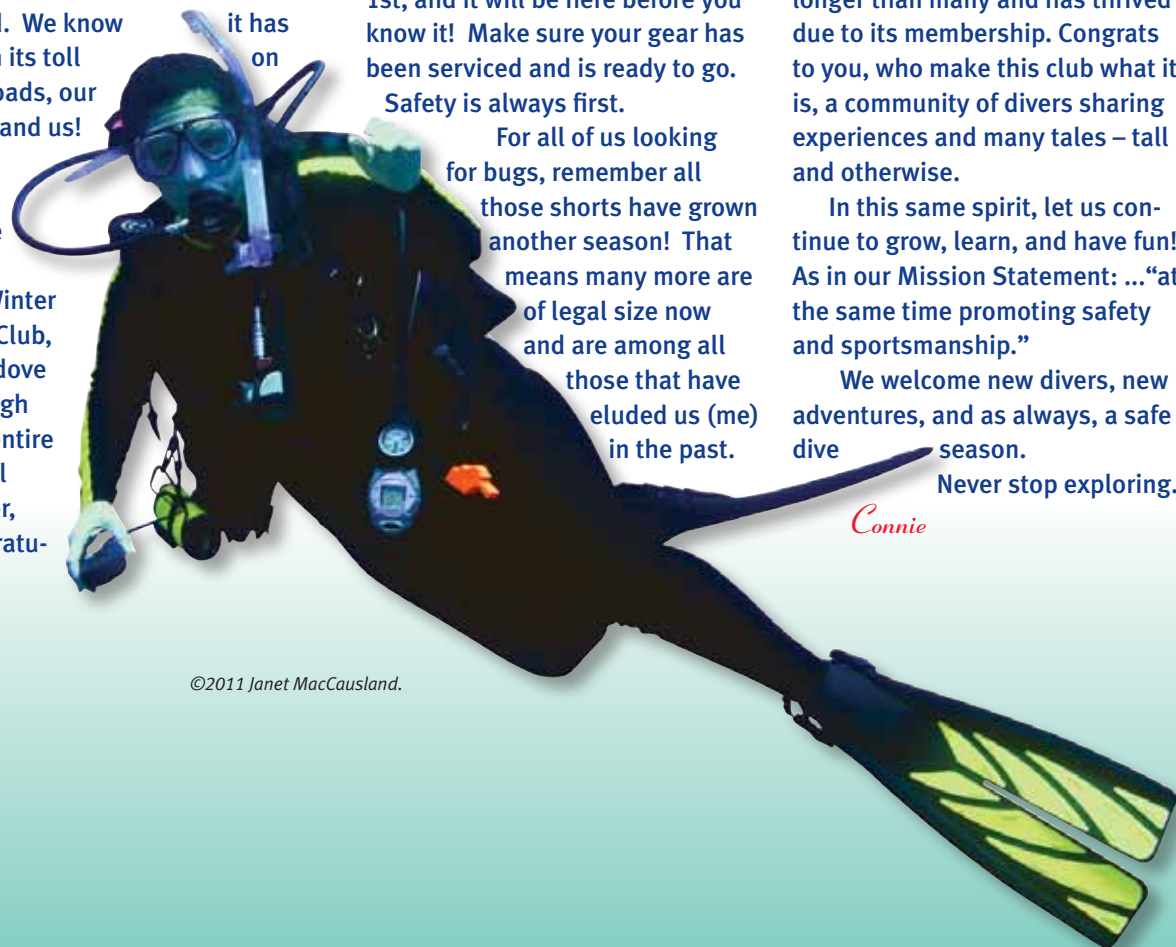 We know it has
its toll on
our
and us!
Winter
Club,
dove
entire
1st, and it will be here before you
know it! Make sure your gear has
been serviced and is ready to go.
Safety is always first.
For all of us looking
for bugs, remember all
those shorts have grown
another season! That
means many more are
of legal size now
and are among all
those that have
eluded us (me)
in the past.
longer than many and has thrived
due to its membership. Congrats
to you, who make this club what it
is, a community of divers sharing
experiences and many tales – tall
and otherwise.
In this same spirit, let us con-
tinue to grow, learn, and have fun!
As in our Mission Statement: ...“at
the same time promoting safety
and sportsmanship.”
We welcome new divers, new
adventures, and as always, a safe
dive season.
Never stop exploring.
Connie
©2011 Janet MacCausland.